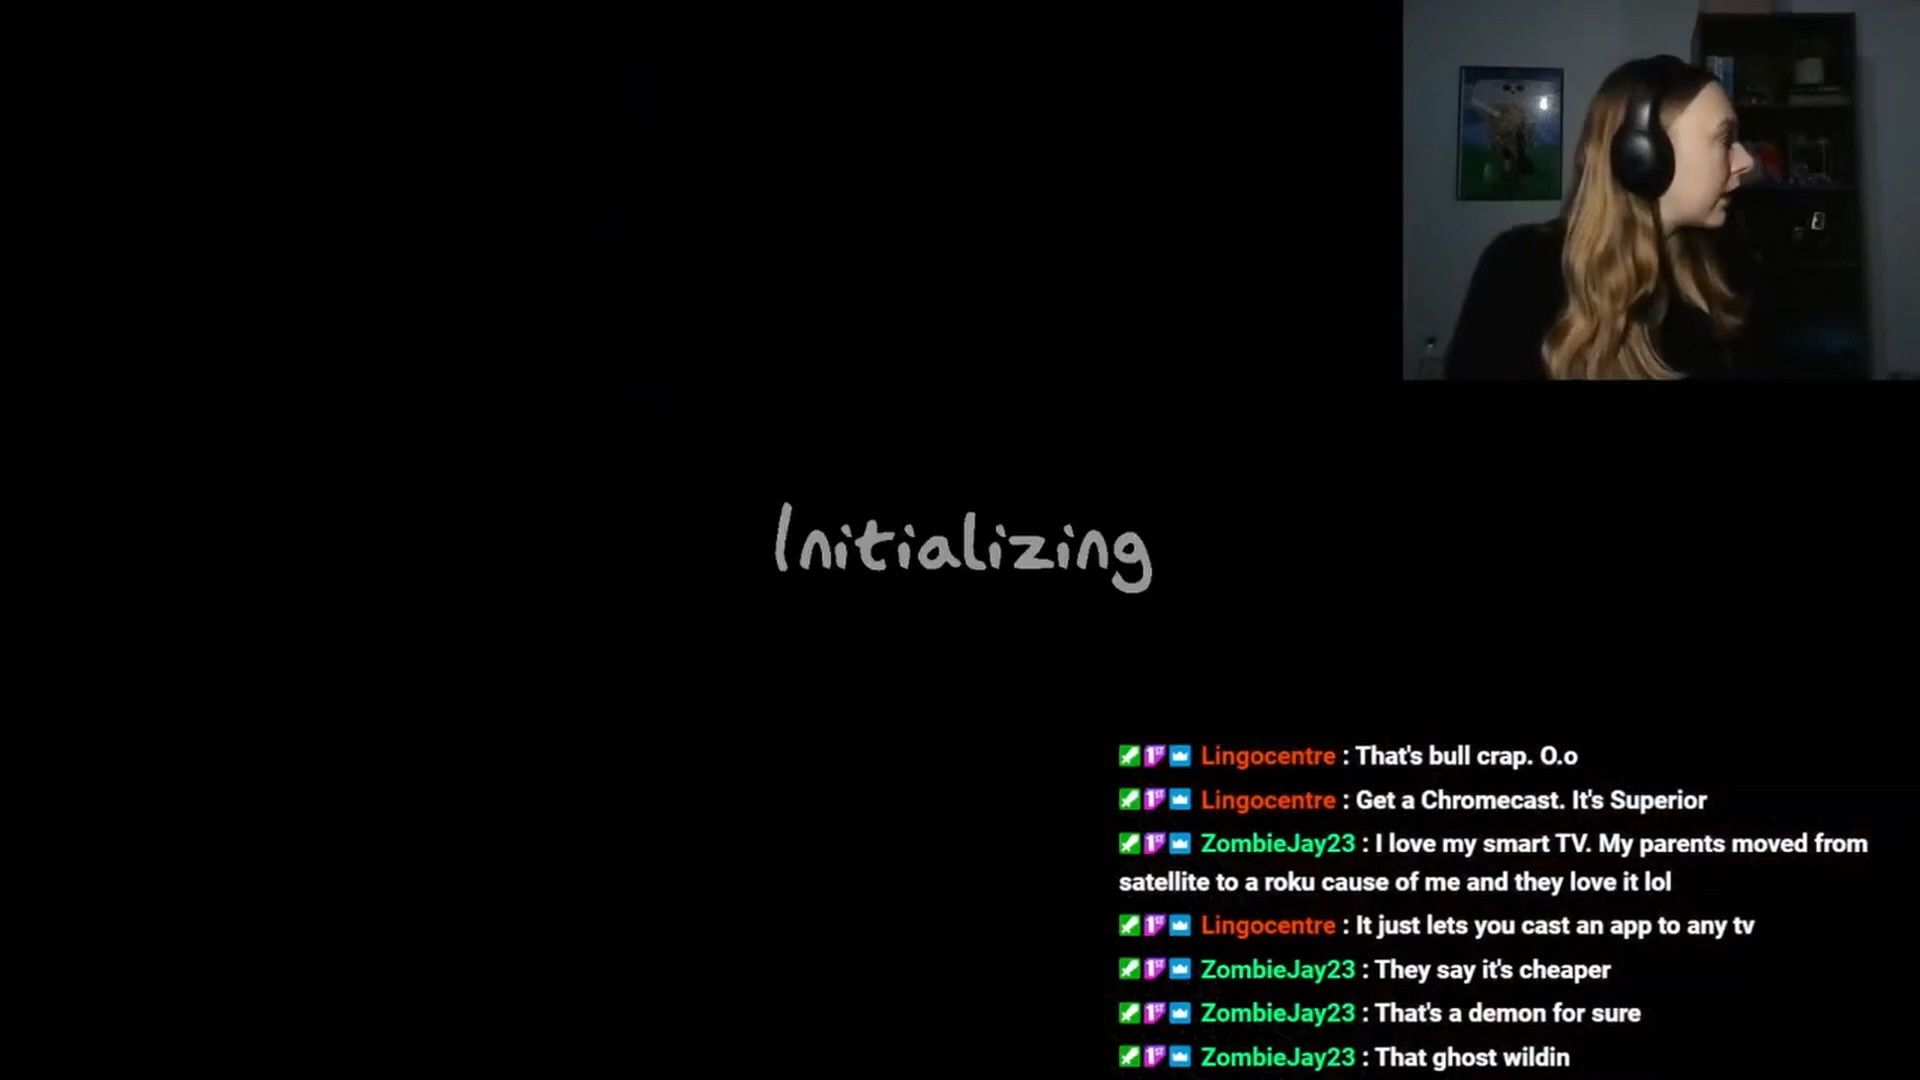 Initializing
Lingocentre : That's bull crap. O.o
Lingocentre : Get a Chromecast. It's Superior
ZombieJay23 : I love my smart TV. My parents moved from
satellite to a roku cause of me and they love it lol
Lingocentre : It just lets you cast an app to any tv
ZombieJay23 : They say it's cheaper
ZombieJay23 : That's a demon for sure
ZombieJay23 : That ghost wildin